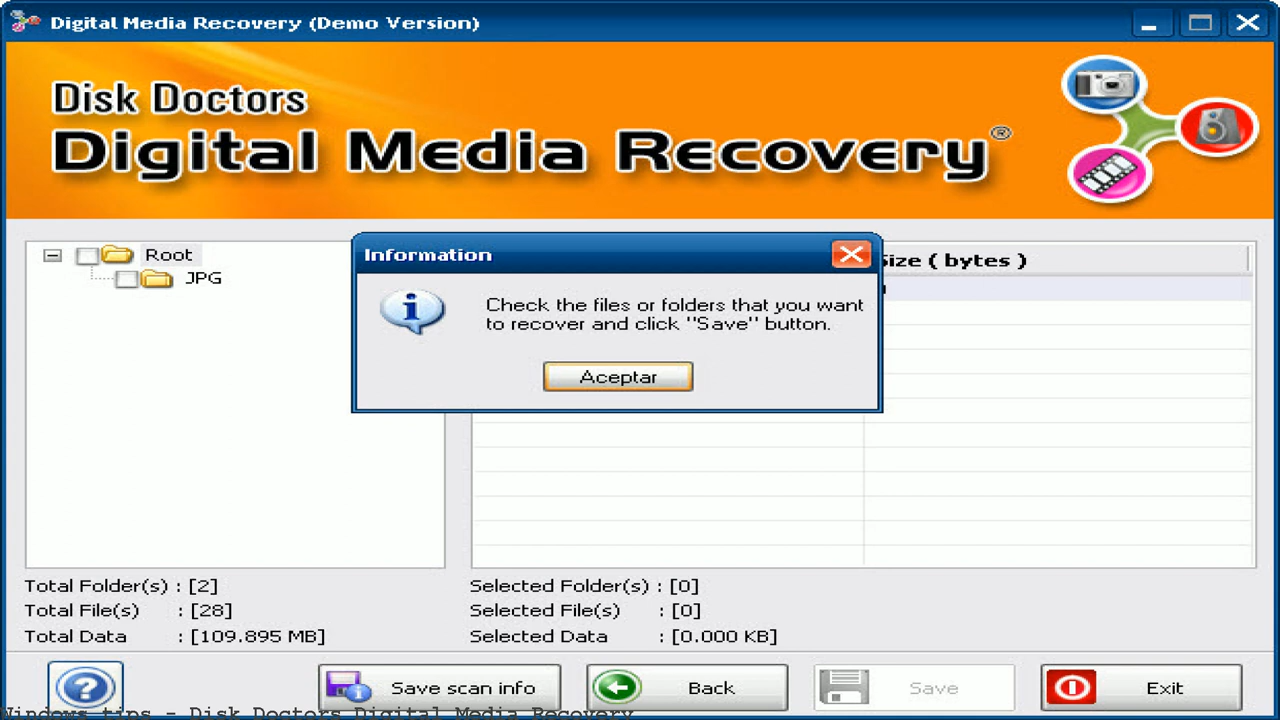 Digital Media Recovery (Demo Version)
Disk Doctors
Digital Media Recovery®
Root
JPG
Information
Check the files or folders that you want
to recover and click "Save" button.
Aceptar
Size ( bytes )
Total Folder(s) : [2]
Total File(s) : [28]
Total Data : [109.895 MB]
Selected Folder(s) : [0]
Selected File(s) : [0]
Selected Data : [0.000 KB]
Save scan info
Back
Save
Exit
Windows tips - Disk Doctors Digital Media Recovery